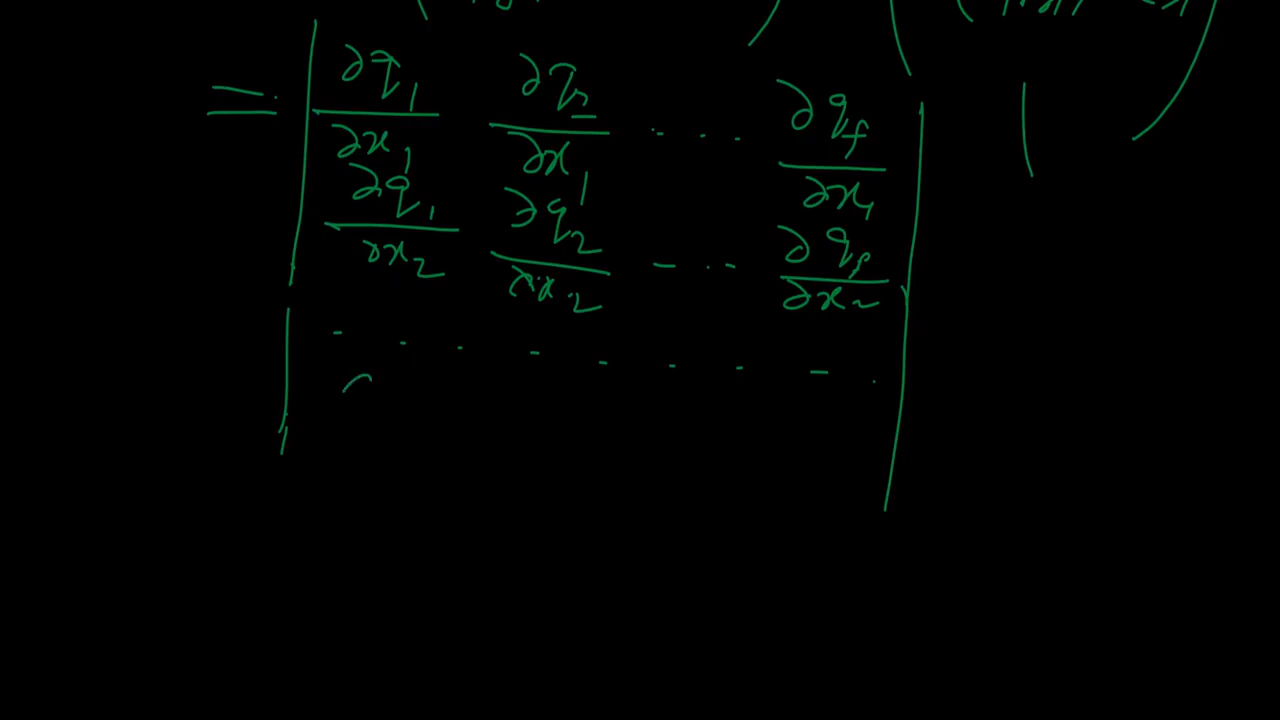 = | ∂q₁/∂x₁ ∂q₂/∂x₁ ... ∂q_f/∂x₁ |
| ∂q₁/∂x₂ ∂q₂/∂x₂ - . - ∂q_f/∂x₂ |
- . . - - - - - .